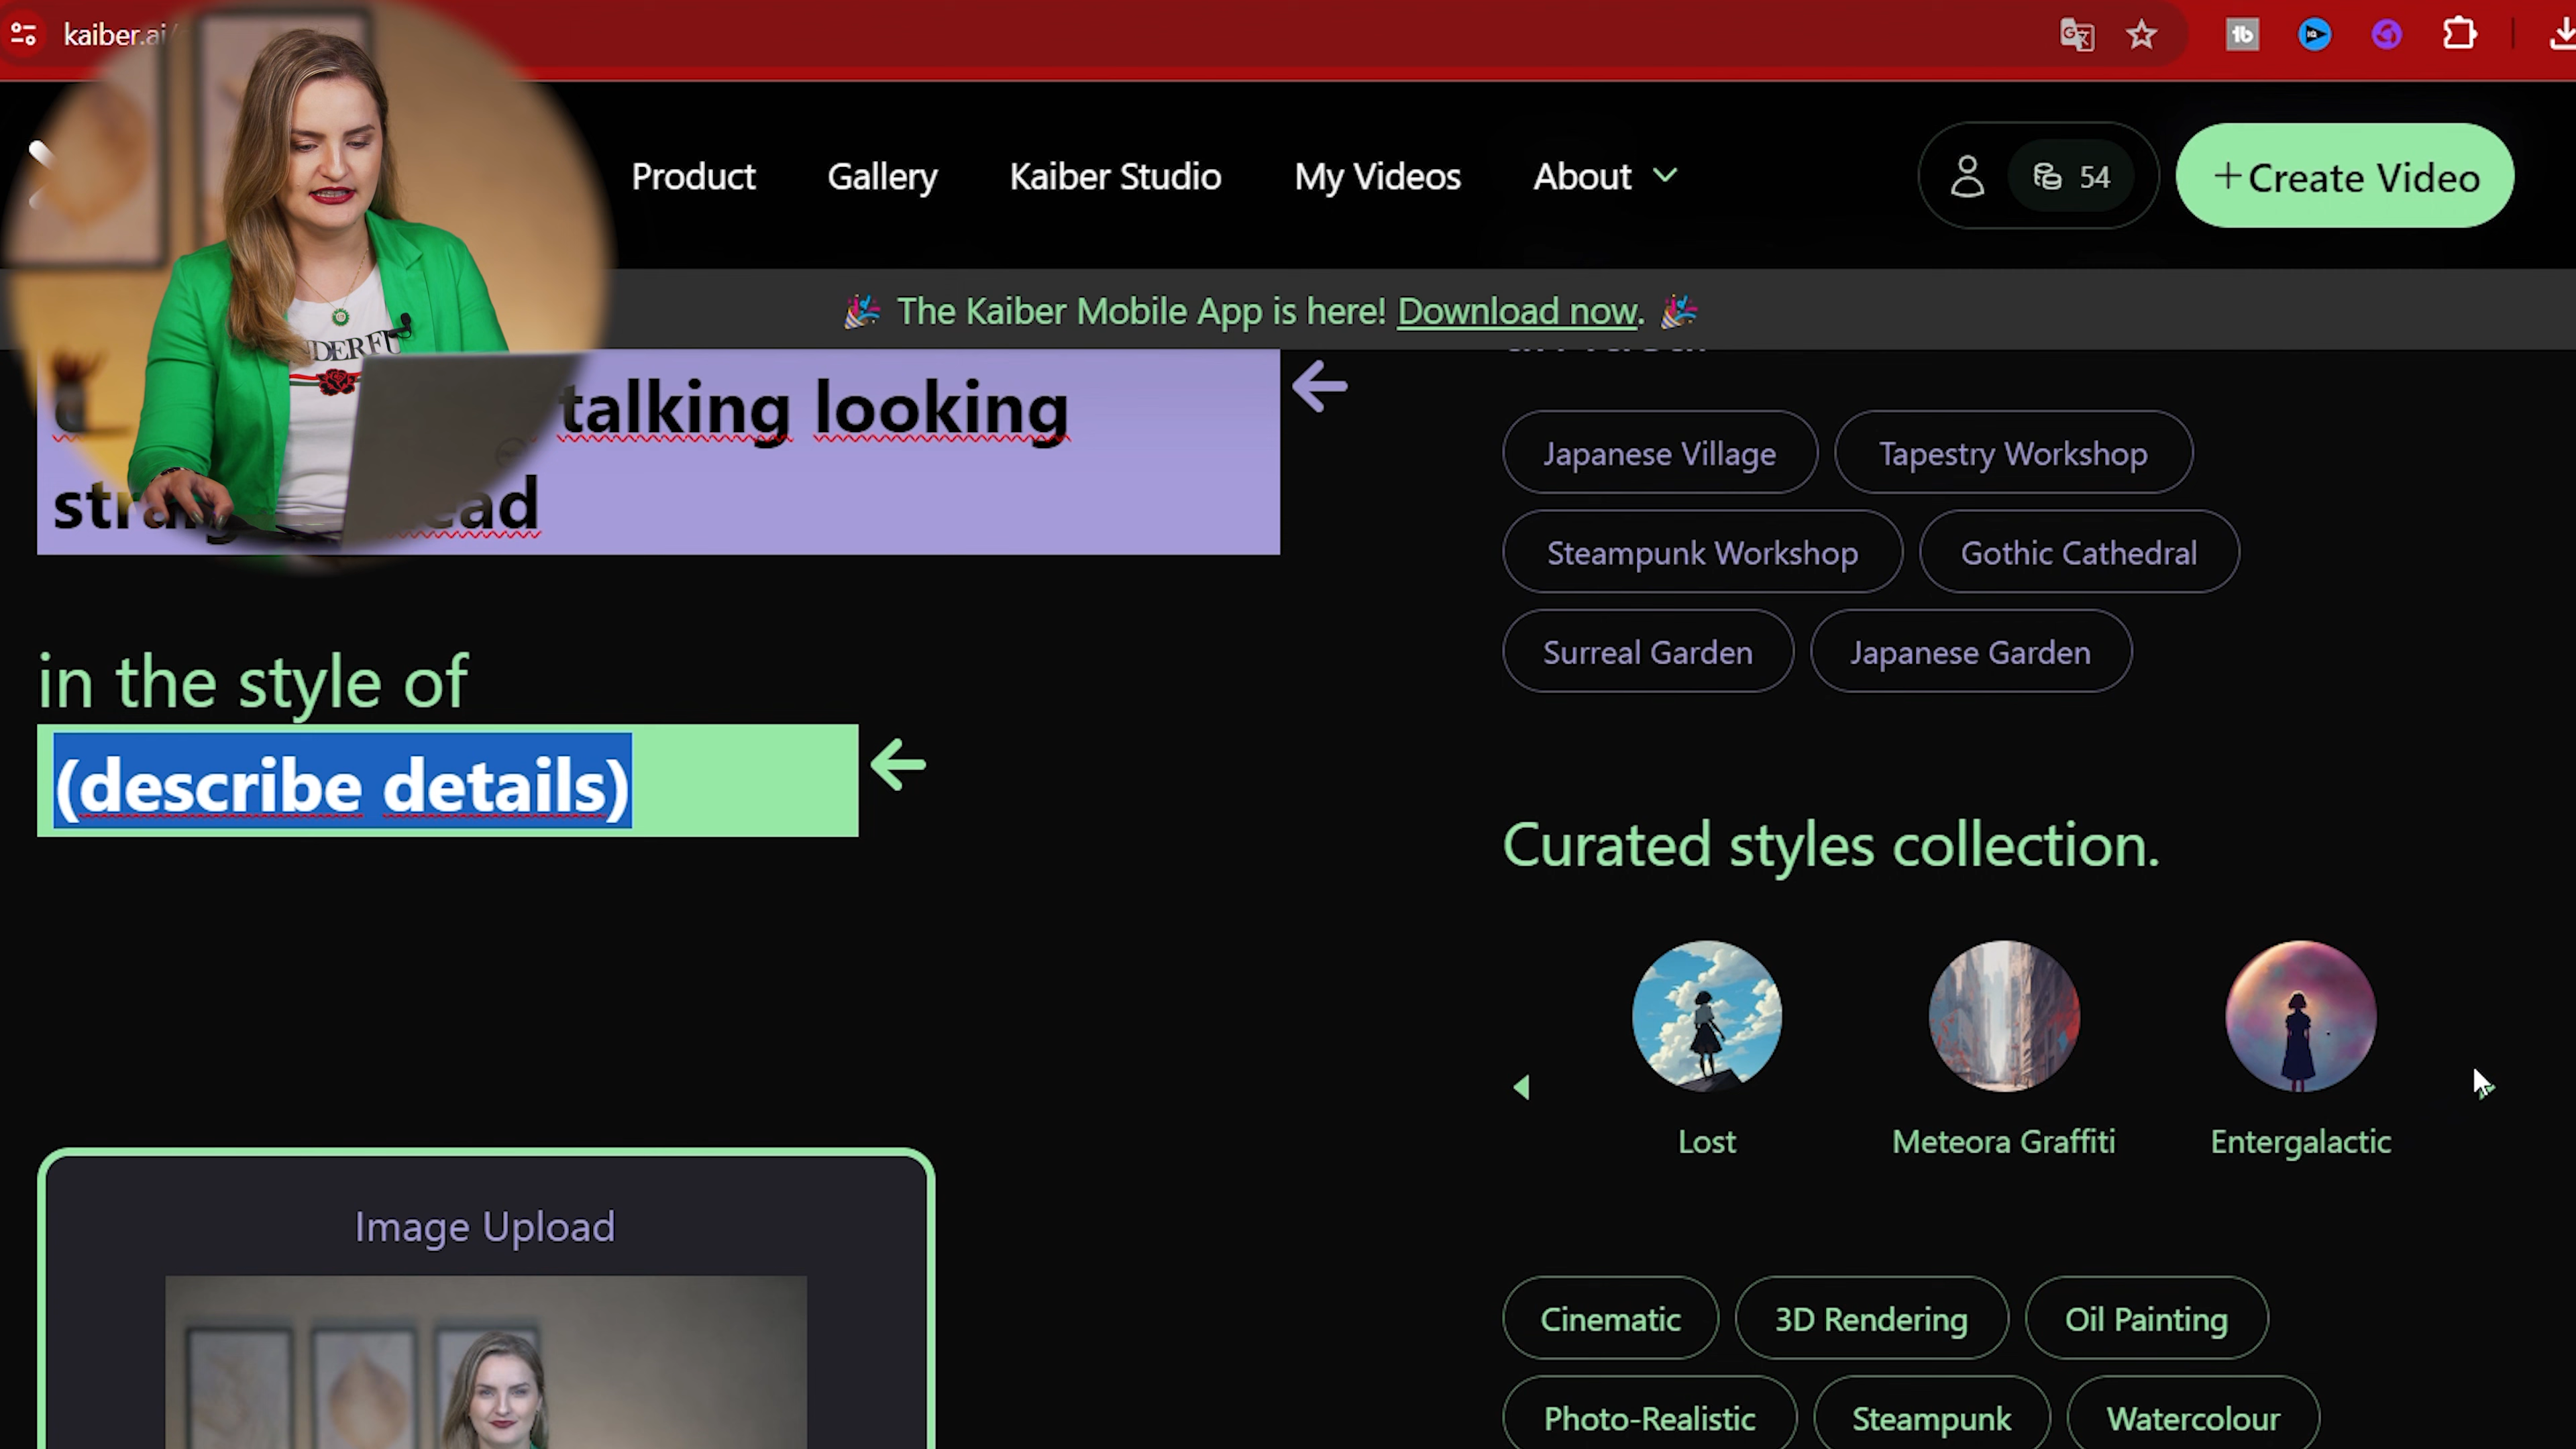 kaiber.ai/
Product
Gallery
Kaiber Studio
My Videos
About
54
+Create Video
The Kaiber Mobile App is here! Download now.
NDERFU
talking looking
in the style of
(describe details)
Image Upload
Japanese Village
Tapestry Workshop
Steampunk Workshop
Gothic Cathedral
Surreal Garden
Japanese Garden
Curated styles collection.
Lost
Meteora Graffiti
Entergalactic
Cinematic
3D Rendering
Oil Painting
Photo-Realistic
Steampunk
Watercolour